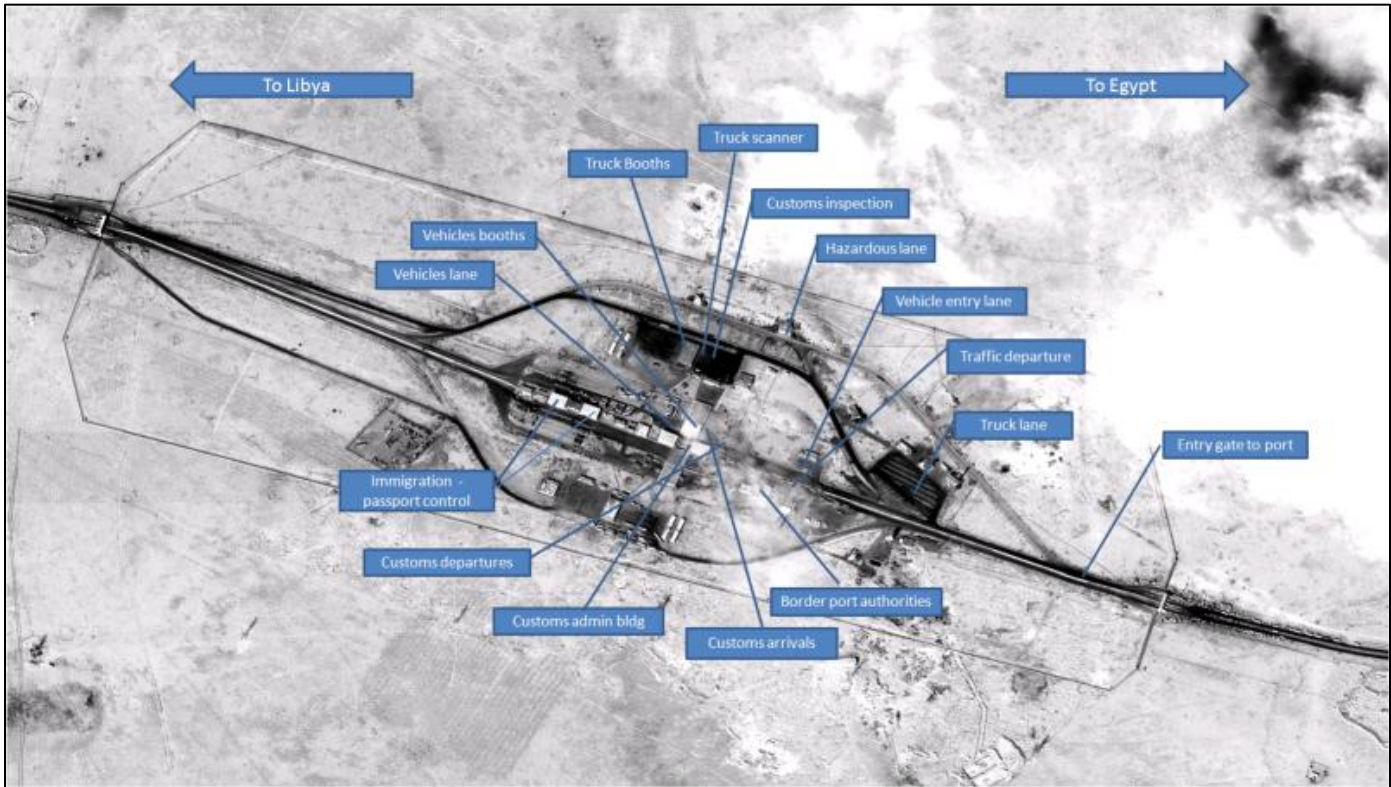 To Libya
To Egypt
Truck scanner
Truck Booths
Customs inspection
Vehicles booths
Hazardous lane
Vehicles lane
Vehicle entry lane
Traffic departure
Truck lane
Entry gate to port
Immigration -
passport control
Customs departures
Border port authorities
Customs admin bldg
Customs arrivals